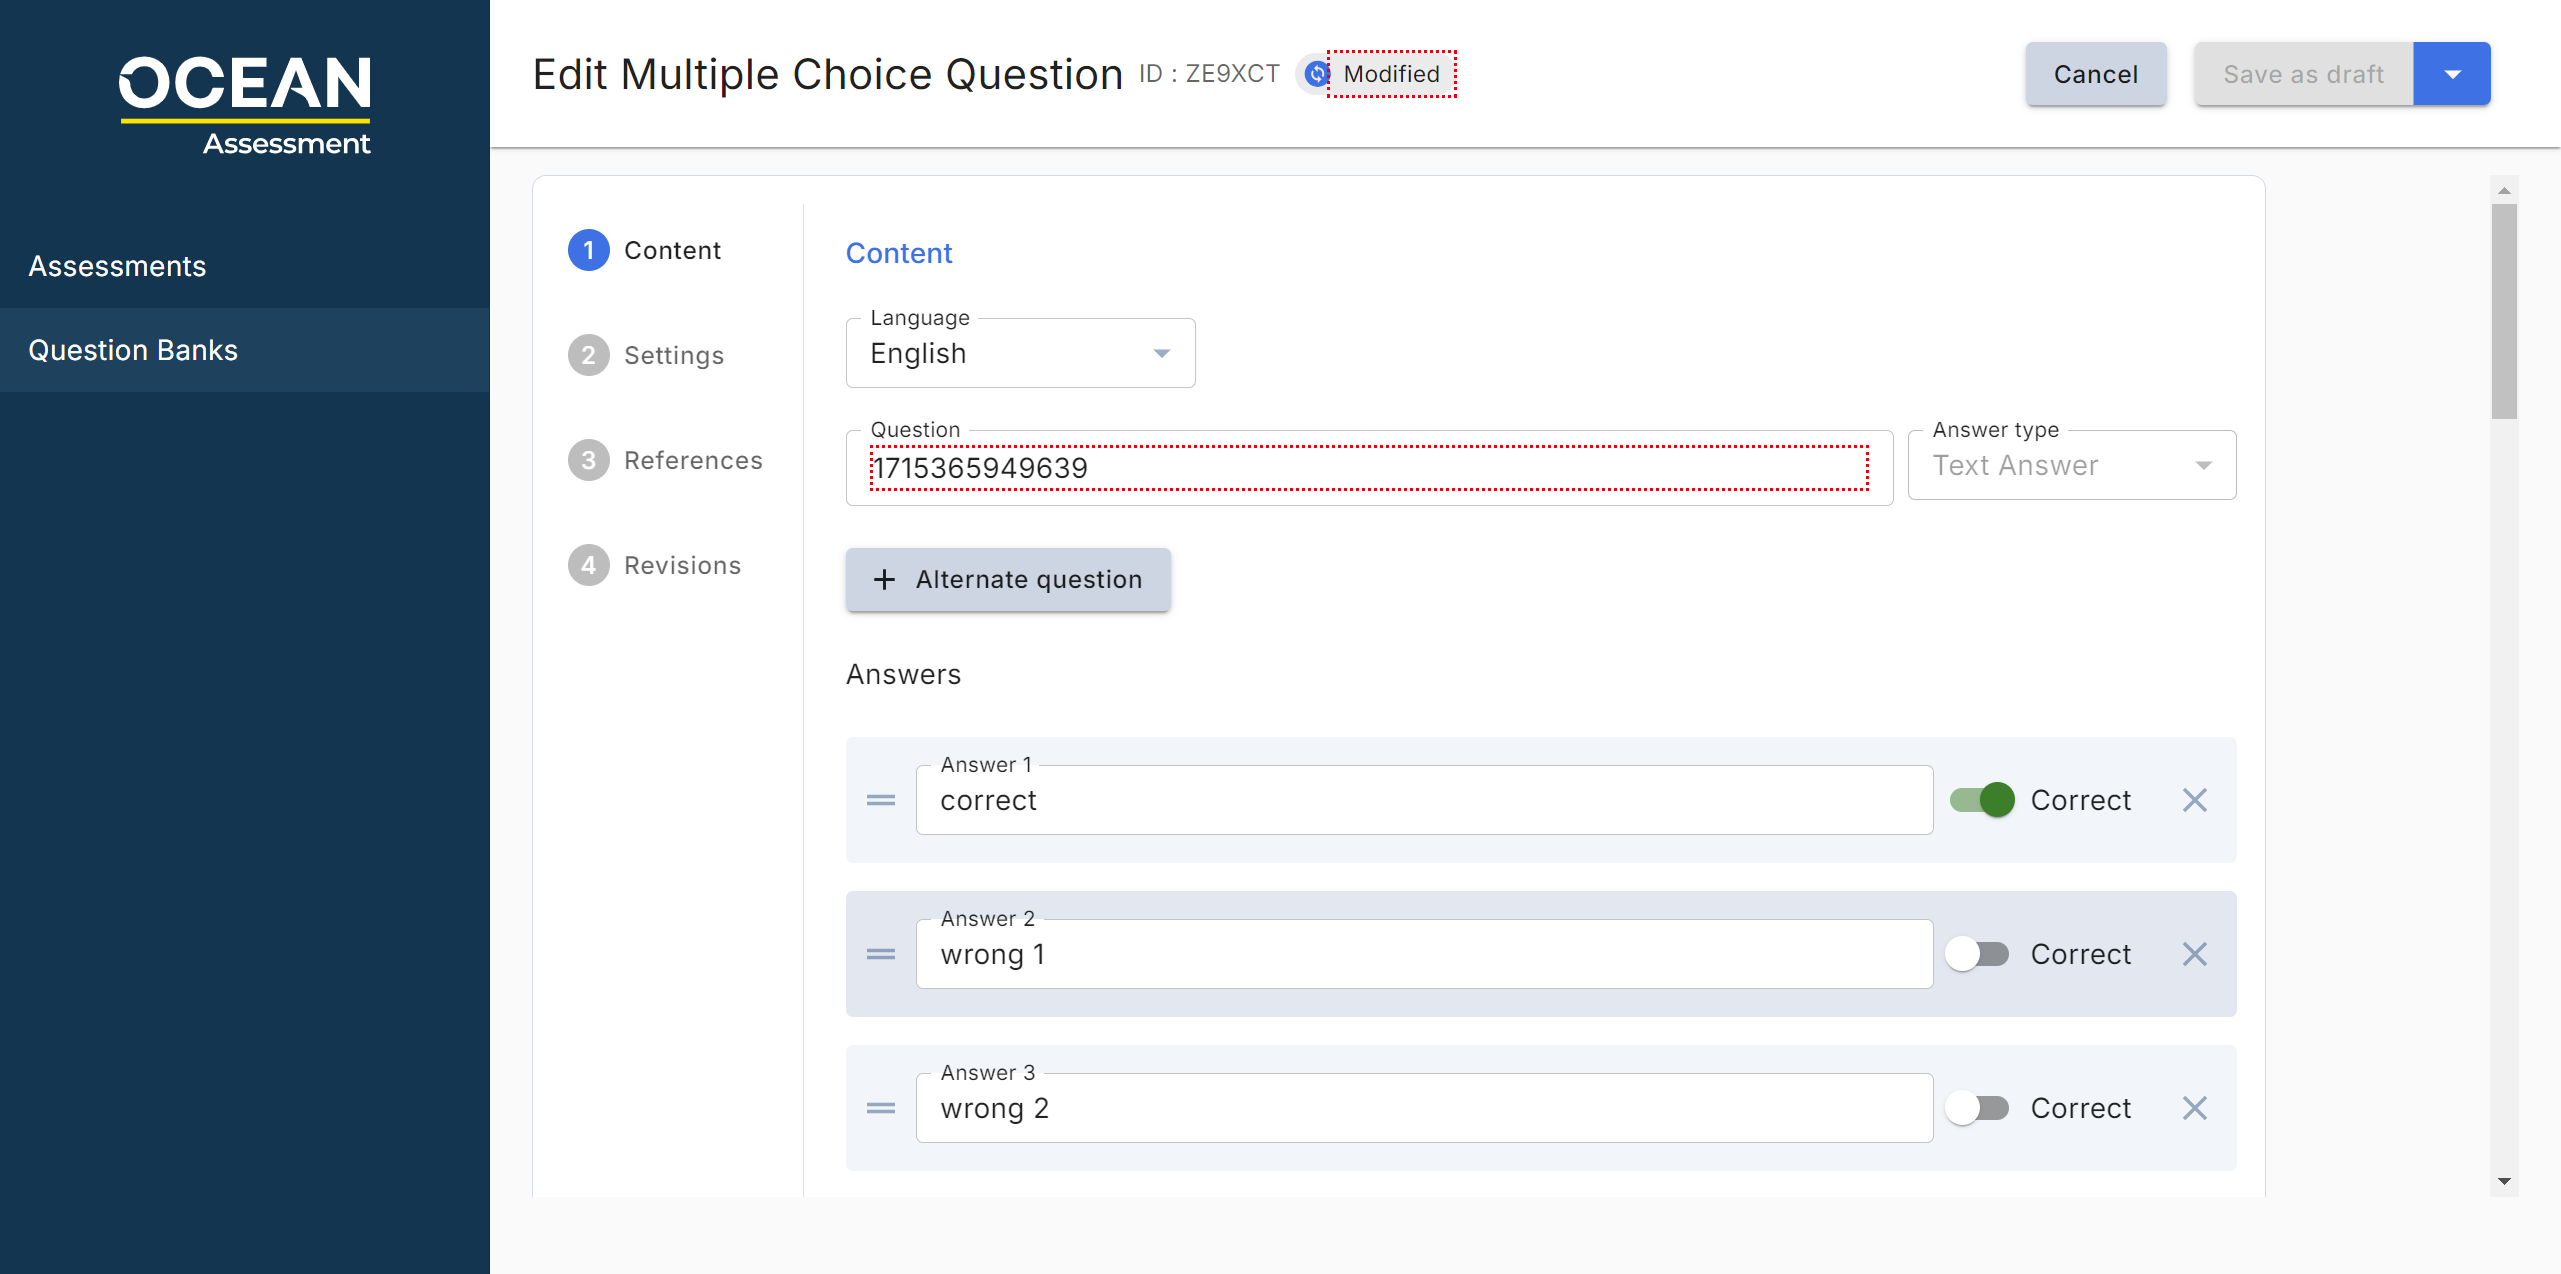 OCEAN
Assessment
Assessments
Question Banks
Edit Multiple Choice Question ID : ZE9XCT Modified
Cancel
Save as draft
1 Content
2 Settings
3 References
4 Revisions
Content
Language
English
Question
1715365949639
Answer type
Text Answer
+ Alternate question
Answers
Answer 1
correct
Correct
Answer 2
wrong 1
Correct
Answer 3
wrong 2
Correct